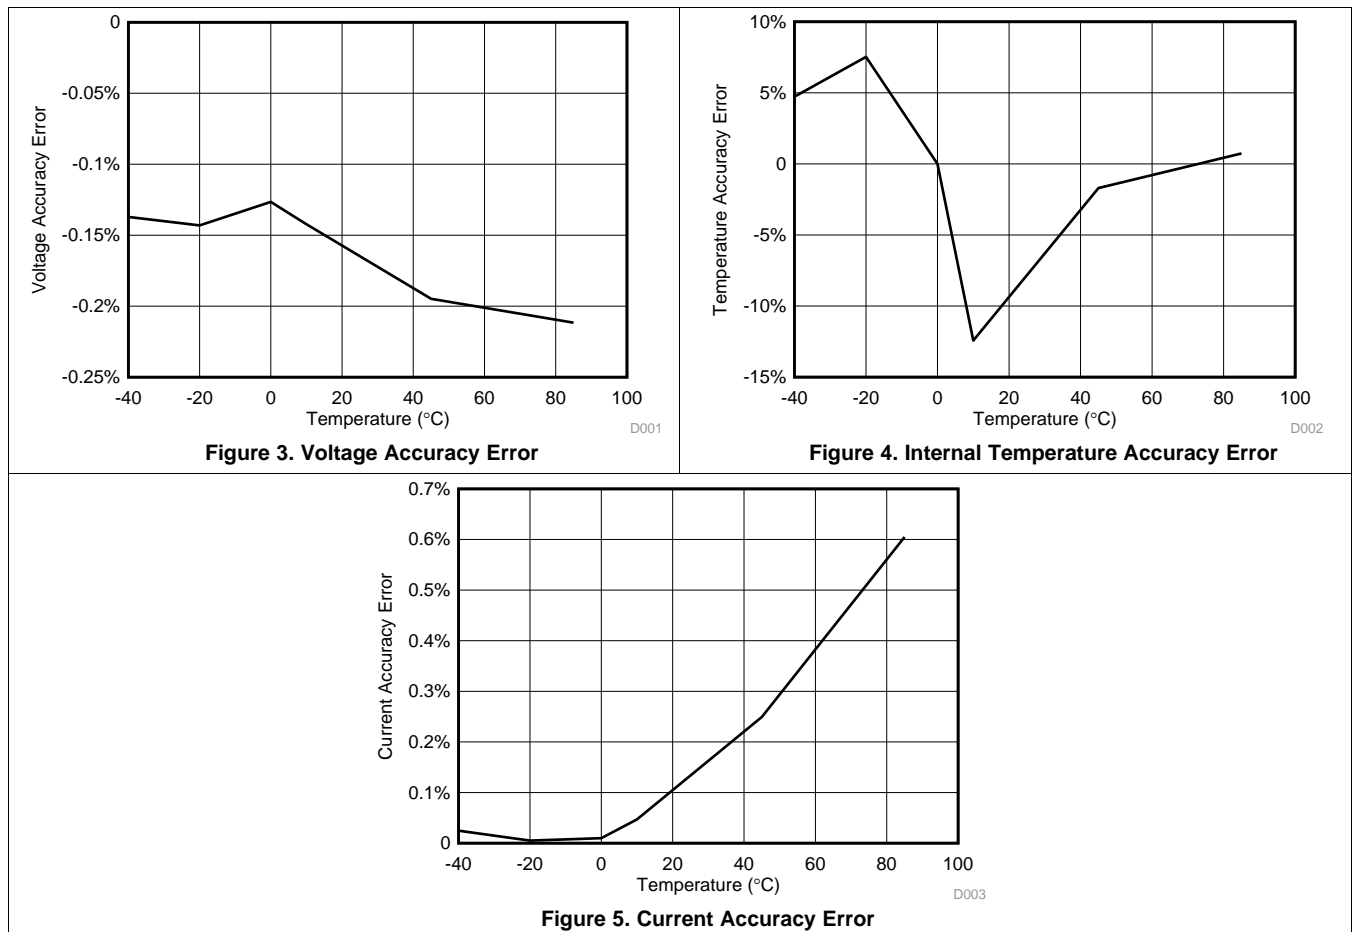 0
-0.05%
-0.1%
-0.15%
-0.2%
-0.25%
Voltage Accuracy Error
-40 -20 0 20 40 60 80 100
Temperature (°C)
D001
Figure 3. Voltage Accuracy Error
10%
5%
0
-5%
-10%
-15%
Temperature Accuracy Error
-40 -20 0 20 40 60 80 100
Temperature (°C)
D002
Figure 4. Internal Temperature Accuracy Error
0.7%
0.6%
0.5%
0.4%
0.3%
0.2%
0.1%
0
Current Accuracy Error
-40 -20 0 20 40 60 80 100
Temperature (°C)
D003
Figure 5. Current Accuracy Error